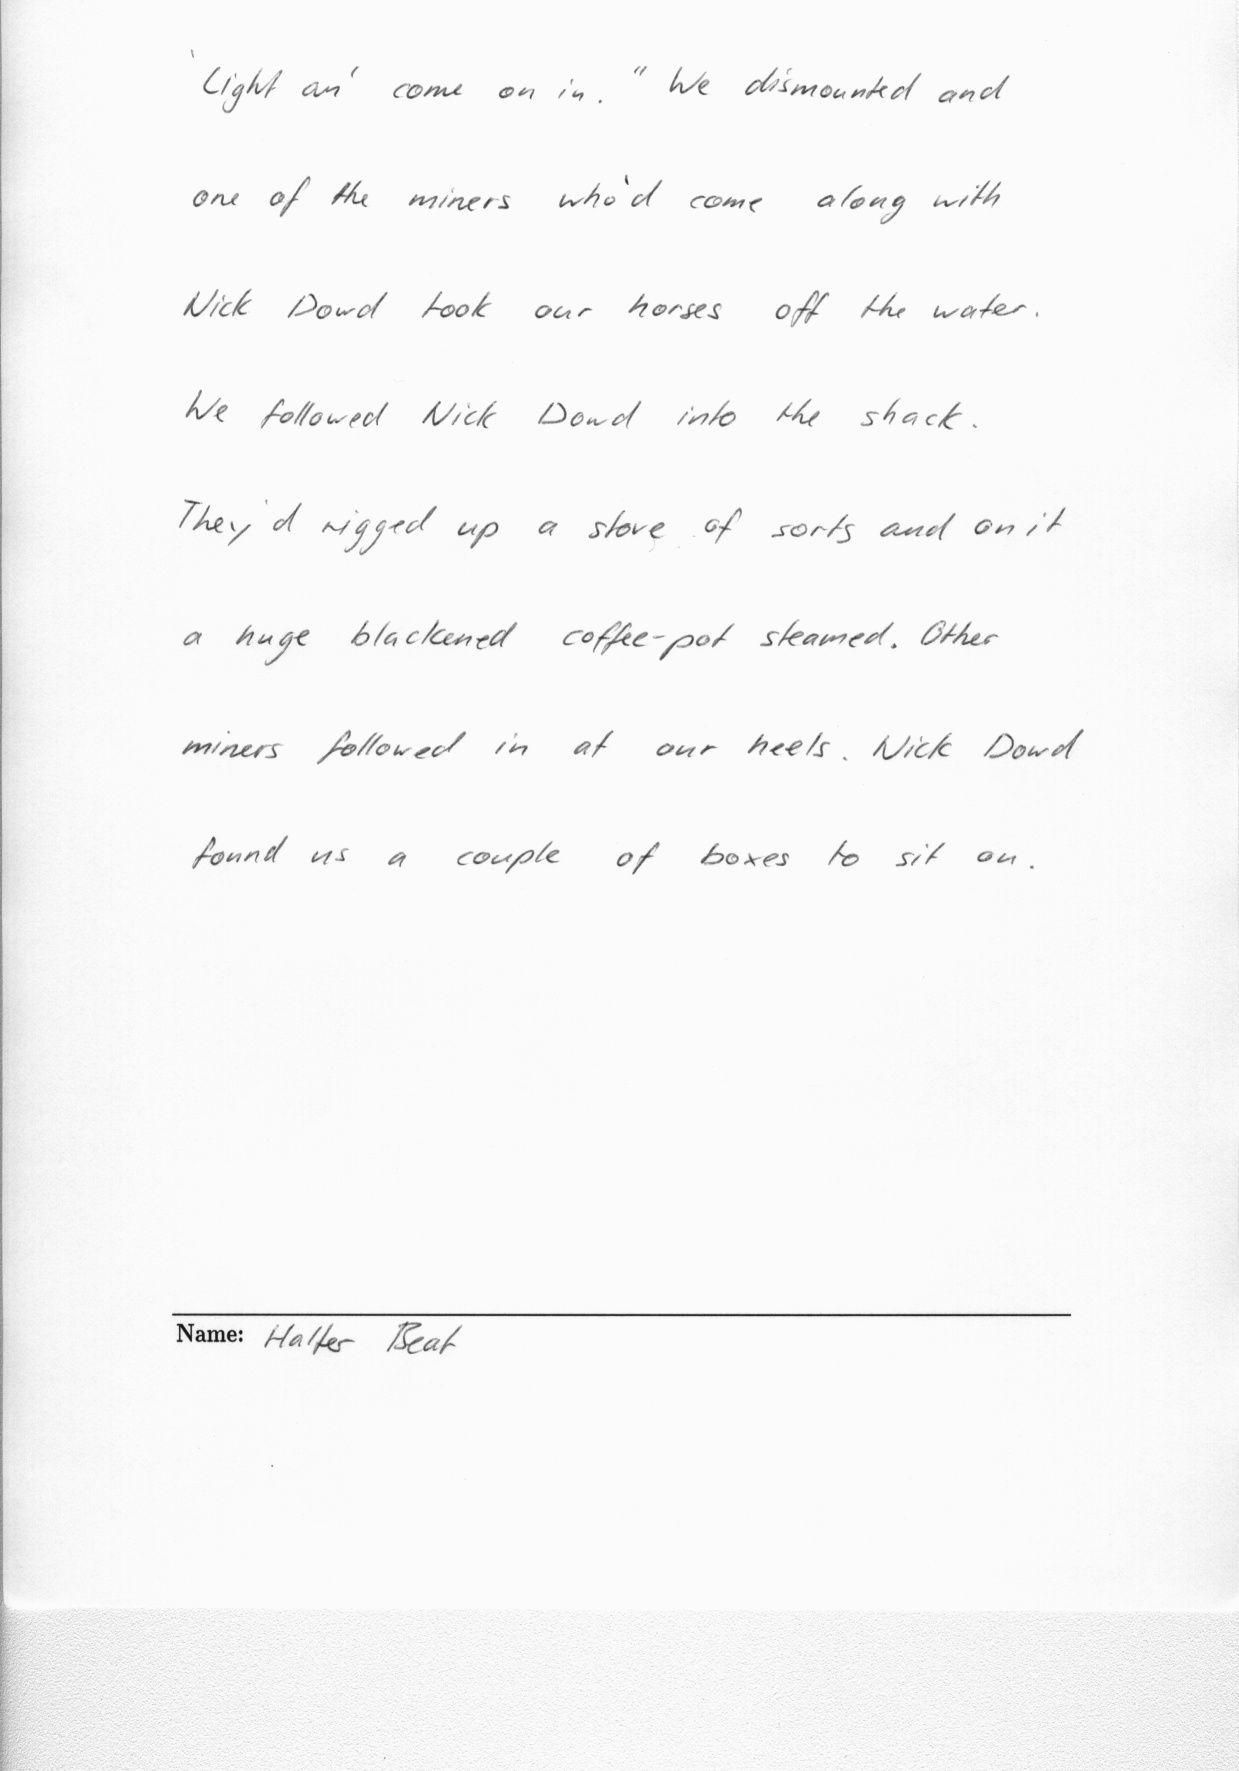 'Light an' come on in." We dismounted and
one of the miners who'd come along with
Nick Dowd took our horses off the water.
We followed Nick Dowd into the shack.
They'd rigged up a stove of sorts and on it
a huge blackened coffee-pot steamed. Other
miners followed in at our heels. Nick Dowd
found us a couple of boxes to sit on.
Name: Halter Beat